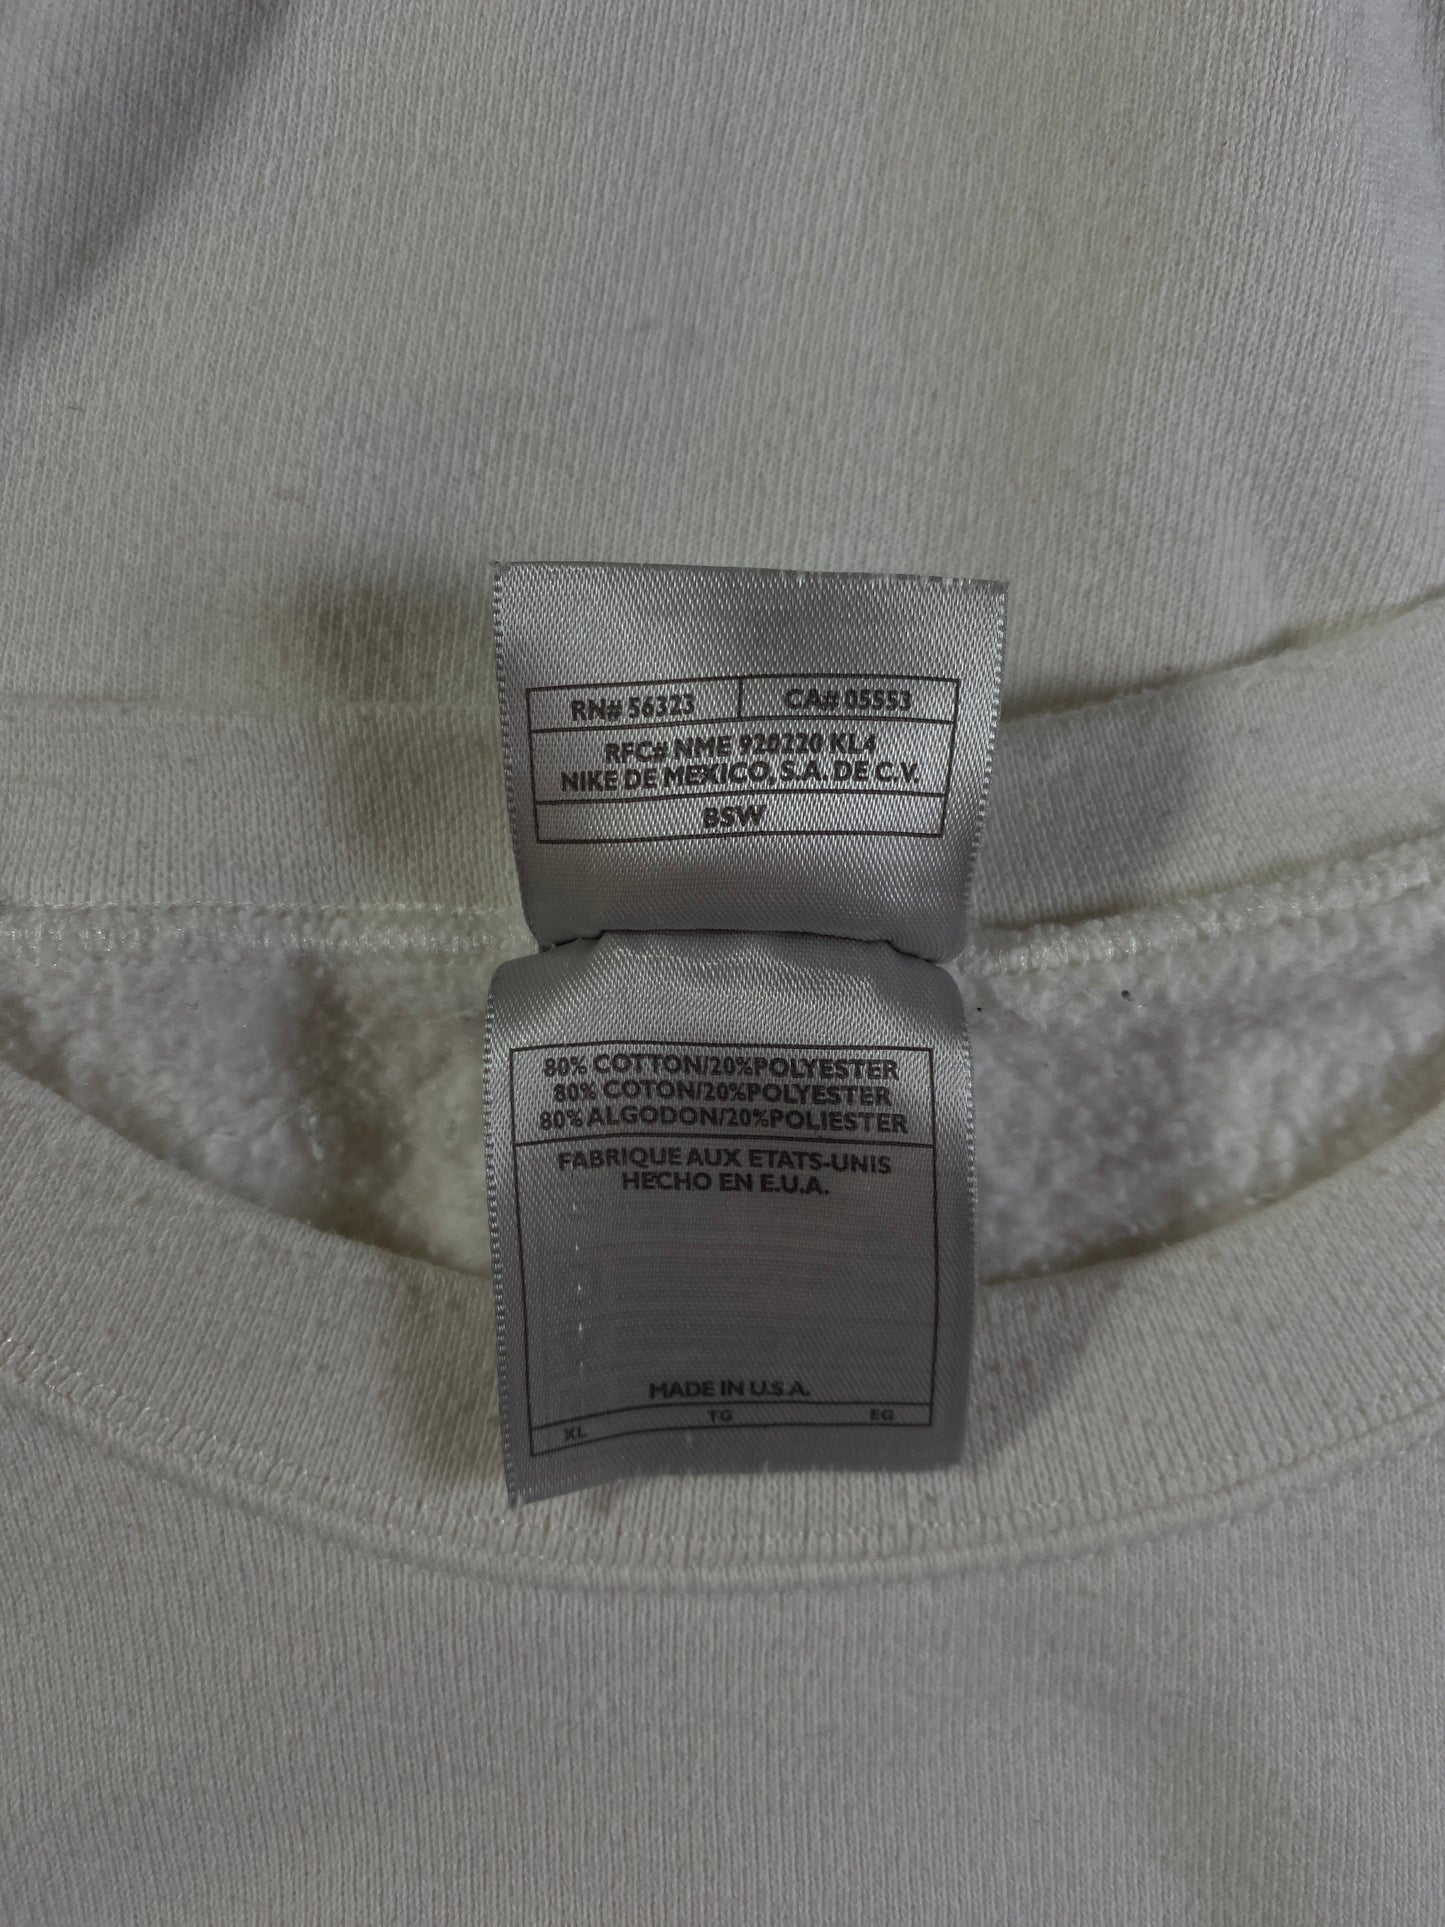 RN# 56323 CA# 05553
RFC# NME 920220 KL4
NIKE DE MEXICO, S.A. DE C.V.
BSW
80% COTTON/20%POLYESTER
80% COTON/20%POLYESTER
80% ALGODON/20%POLIESTER
FABRIQUE AUX ETATS-UNIS
HECHO EN E.U.A.
MADE IN U.S.A.
XL TG EG